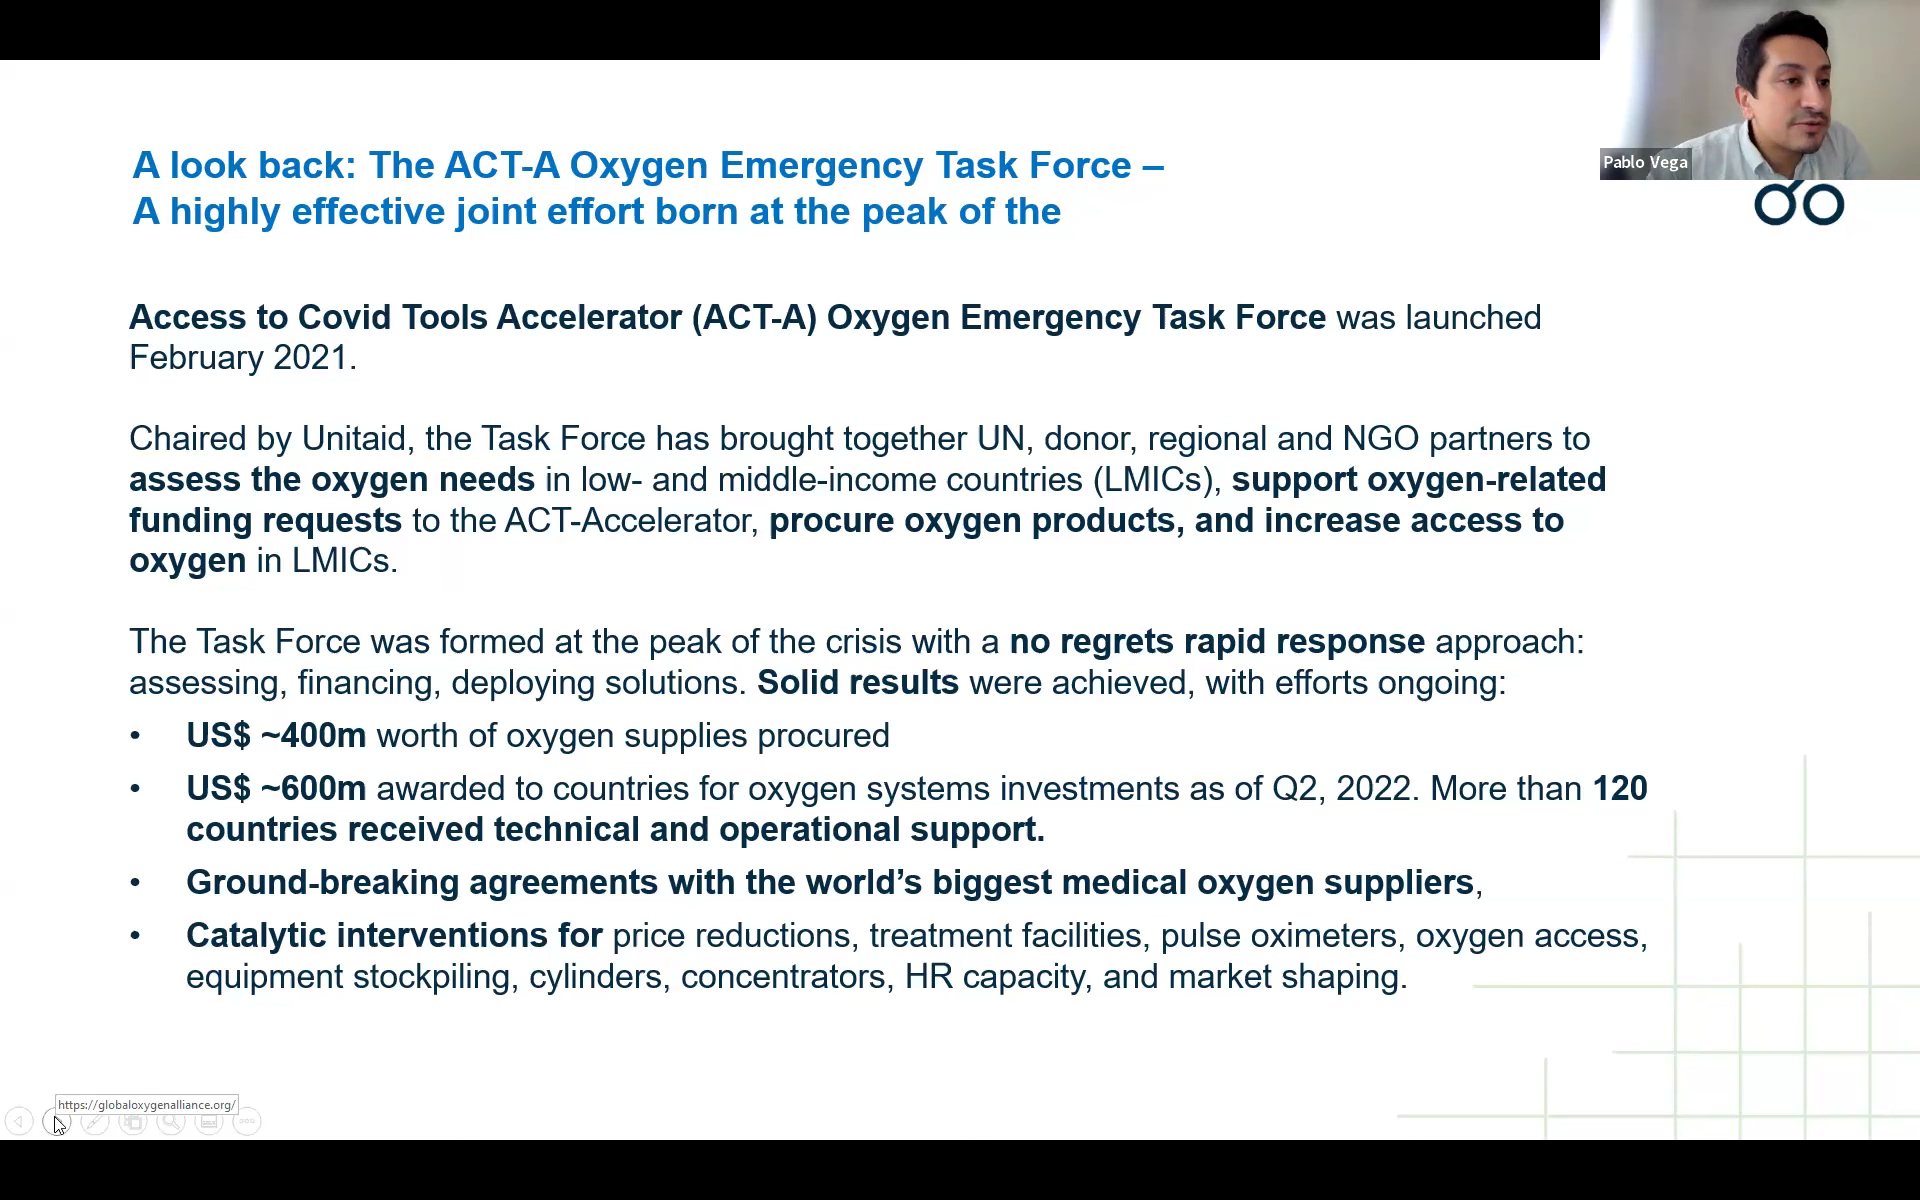 Pablo Vega
A look back: The ACT-A Oxygen Emergency Task Force –
A highly effective joint effort born at the peak of the
Access to Covid Tools Accelerator (ACT-A) Oxygen Emergency Task Force was launched
February 2021.
Chaired by Unitaid, the Task Force has brought together UN, donor, regional and NGO partners to
assess the oxygen needs in low- and middle-income countries (LMICs), support oxygen-related
funding requests to the ACT-Accelerator, procure oxygen products, and increase access to
oxygen in LMICs.
The Task Force was formed at the peak of the crisis with a no regrets rapid response approach:
assessing, financing, deploying solutions. Solid results were achieved, with efforts ongoing:
• US$ ~400m worth of oxygen supplies procured
• US$ ~600m awarded to countries for oxygen systems investments as of Q2, 2022. More than 120
countries received technical and operational support.
• Ground-breaking agreements with the world’s biggest medical oxygen suppliers,
• Catalytic interventions for price reductions, treatment facilities, pulse oximeters, oxygen access,
equipment stockpiling, cylinders, concentrators, HR capacity, and market shaping.
https://globaloxygenalliance.org/